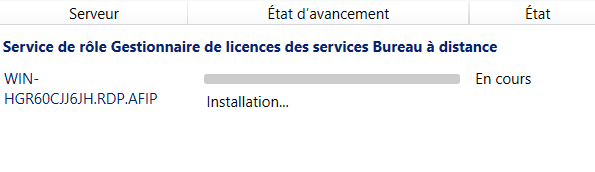 Serveur État d'avancement État
Service de rôle Gestionnaire de licences des services Bureau à distance
WIN- En cours
HGR60CJJ6JH.RDP.AFIP Installation...